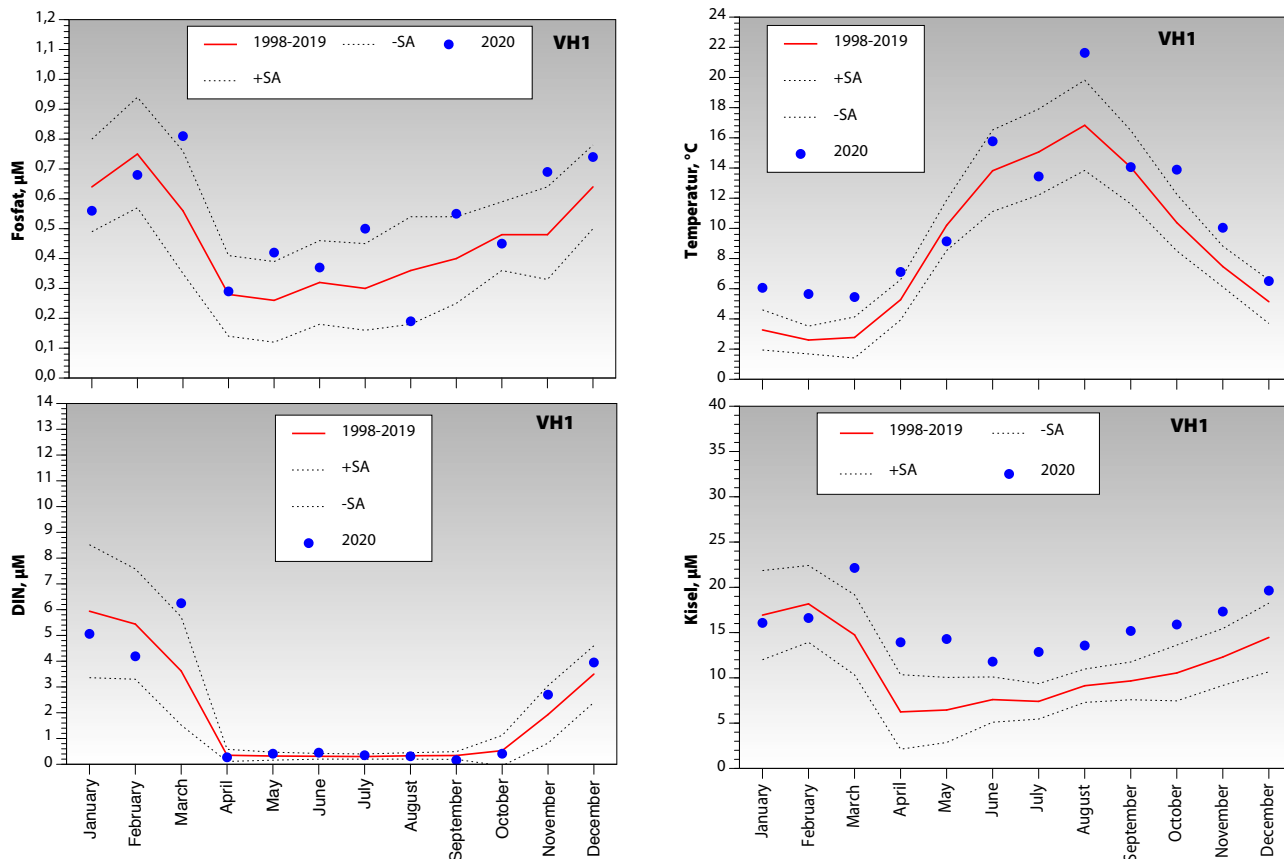 1,2
1,1
1,0
0,9
0,8
0,7
0,6
0,5
0,4
0,3
0,2
0,1
0,0
Fosfat, µM
1998-2019 -SA 2020
+SA
VH1
24
22
20
18
16
14
12
10
8
6
4
2
0
Temperatur, °C
1998-2019
+SA
-SA
2020
VH1
14
13
12
11
10
9
8
7
6
5
4
3
2
1
0
DIN, µM
1998-2019
+SA
-SA
2020
VH1
January
February
March
April
May
June
July
August
September
October
November
December
40
35
30
25
20
15
10
5
0
Kisel, µM
1998-2019 -SA
+SA 2020
VH1
January
February
March
April
May
June
July
August
September
October
November
December